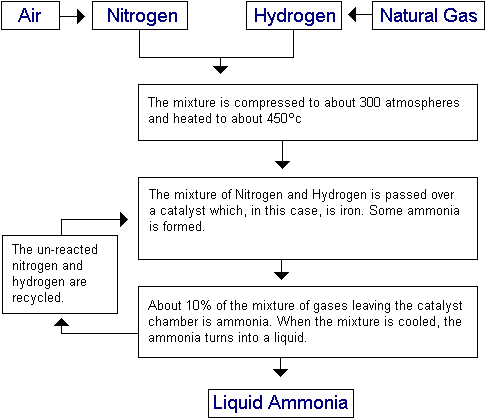 Air
Nitrogen
Hydrogen
Natural Gas
The mixture is compressed to about 300 atmospheres
and heated to about 450°c
The mixture of Nitrogen and Hydrogen is passed over
a catalyst which, in this case, is iron. Some ammonia
is formed.
The un-reacted
nitrogen and
hydrogen are
recycled.
About 10% of the mixture of gases leaving the catalyst
chamber is ammonia. When the mixture is cooled, the
ammonia turns into a liquid.
Liquid Ammonia